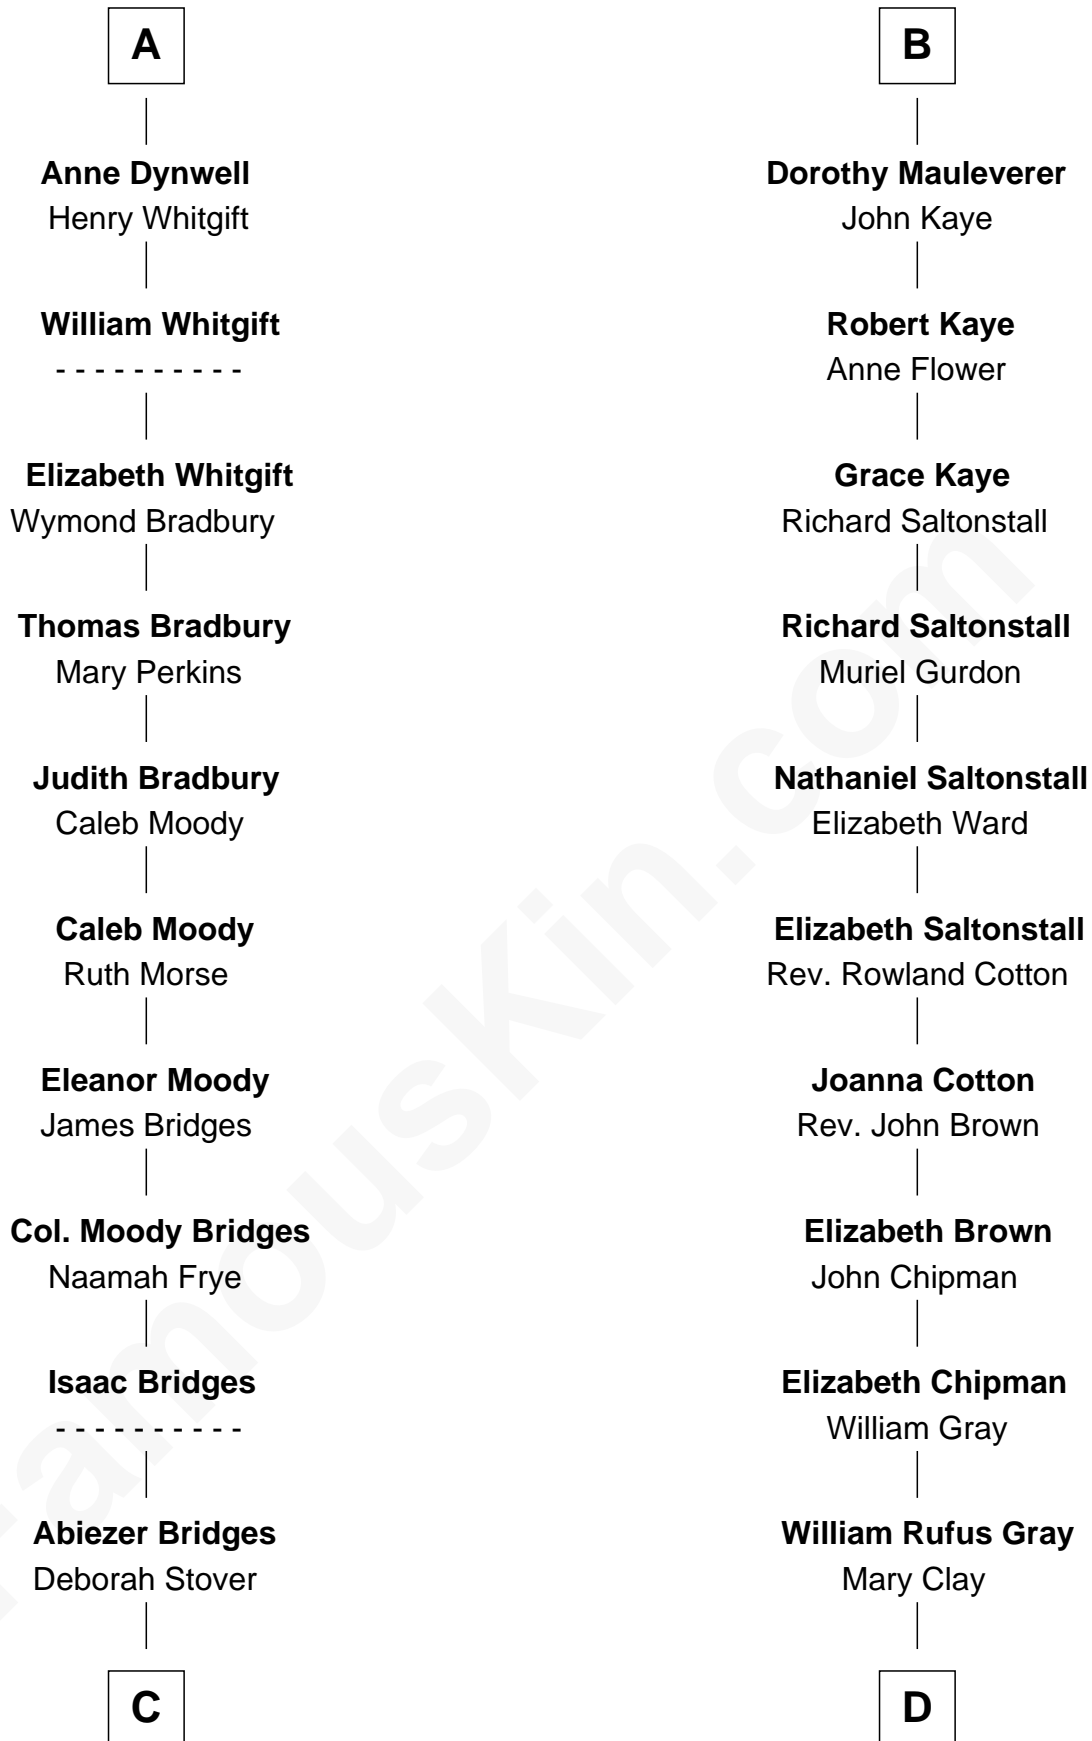 A
Anne Dynwell
Henry Whitgift
William Whitgift
- - - - - - - - - -
Elizabeth Whitgift
Wymond Bradbury
Thomas Bradbury
Mary Perkins
Judith Bradbury
Caleb Moody
Caleb Moody
Ruth Morse
Eleanor Moody
James Bridges
Col. Moody Bridges
Naamah Frye
Isaac Bridges
- - - - - - - - - -
Abiezer Bridges
Deborah Stover
C
B
Dorothy Mauleverer
John Kaye
Robert Kaye
Anne Flower
Grace Kaye
Richard Saltonstall
Richard Saltonstall
Muriel Gurdon
Nathaniel Saltonstall
Elizabeth Ward
Elizabeth Saltonstall
Rev. Rowland Cotton
Joanna Cotton
Rev. John Brown
Elizabeth Brown
John Chipman
Elizabeth Chipman
William Gray
William Rufus Gray
Mary Clay
D
FamousKin.com